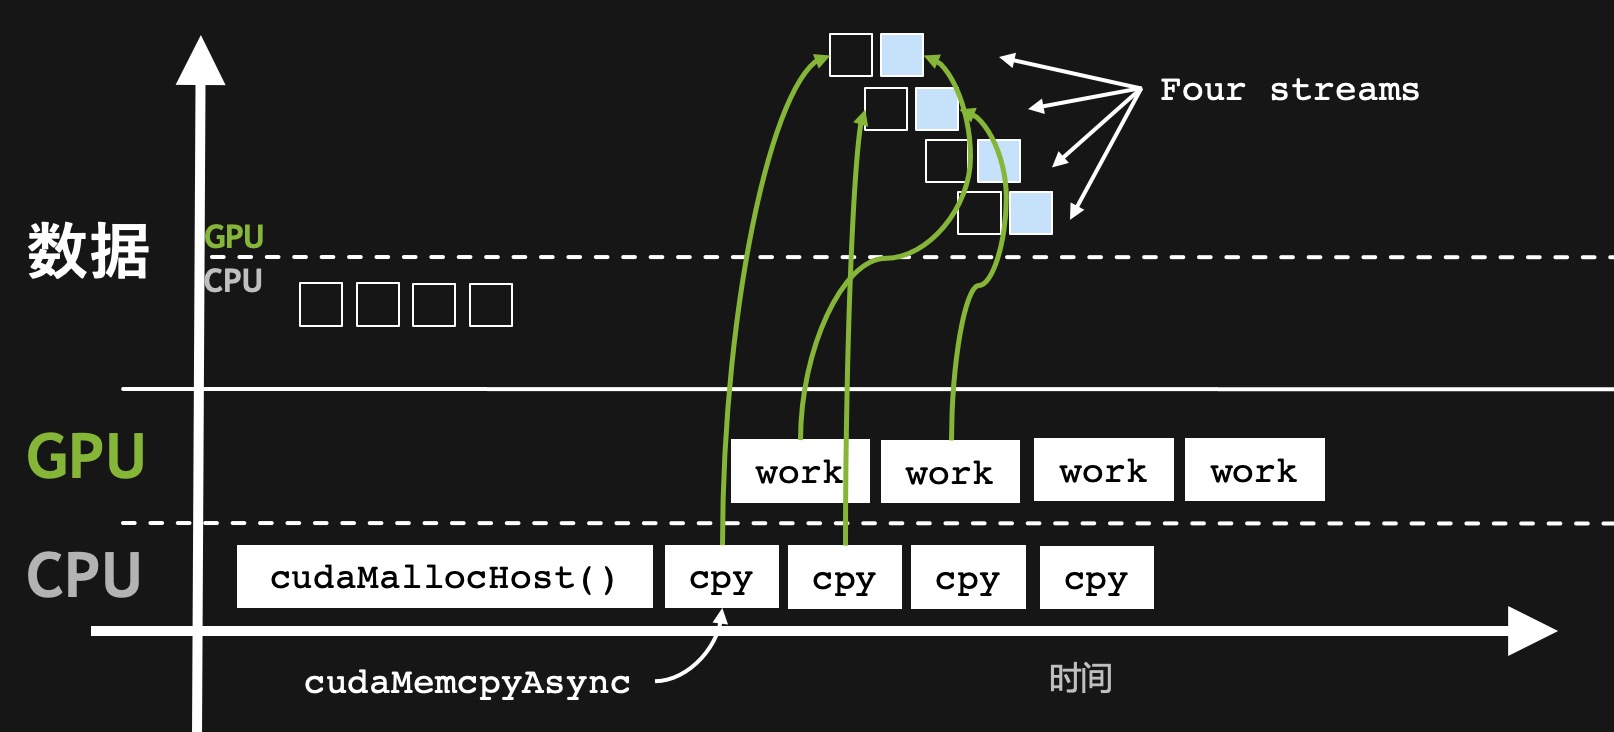 Four streams
数据
GPU
CPU
GPU
work
work
work
work
CPU
cudaMallocHost()
cpy
cpy
cpy
cpy
cudaMemcpyAsync
时间